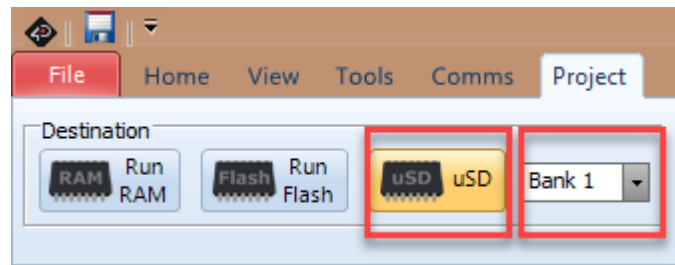 File Home View Tools Comms Project
Destination
RAM Run RAM Flash Run Flash uSD uSD Bank 1